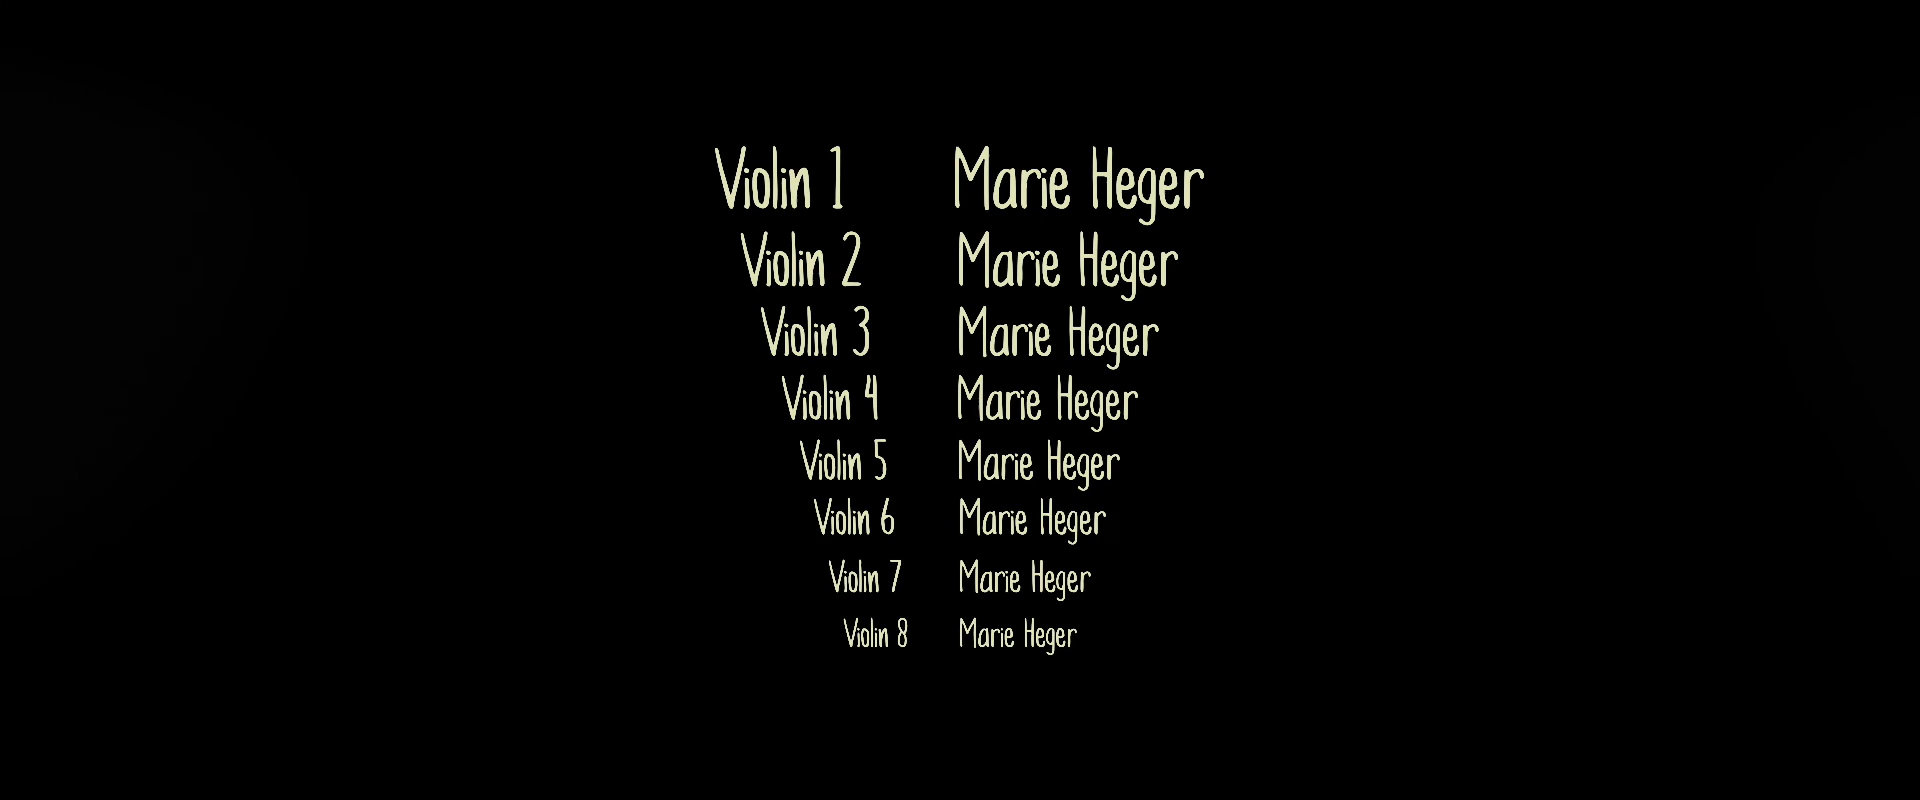 Violin 1 Marie Heger
Violin 2 Marie Heger
Violin 3 Marie Heger
Violin 4 Marie Heger
Violin 5 Marie Heger
Violin 6 Marie Heger
Violin 7 Marie Heger
Violin 8 Marie Heger